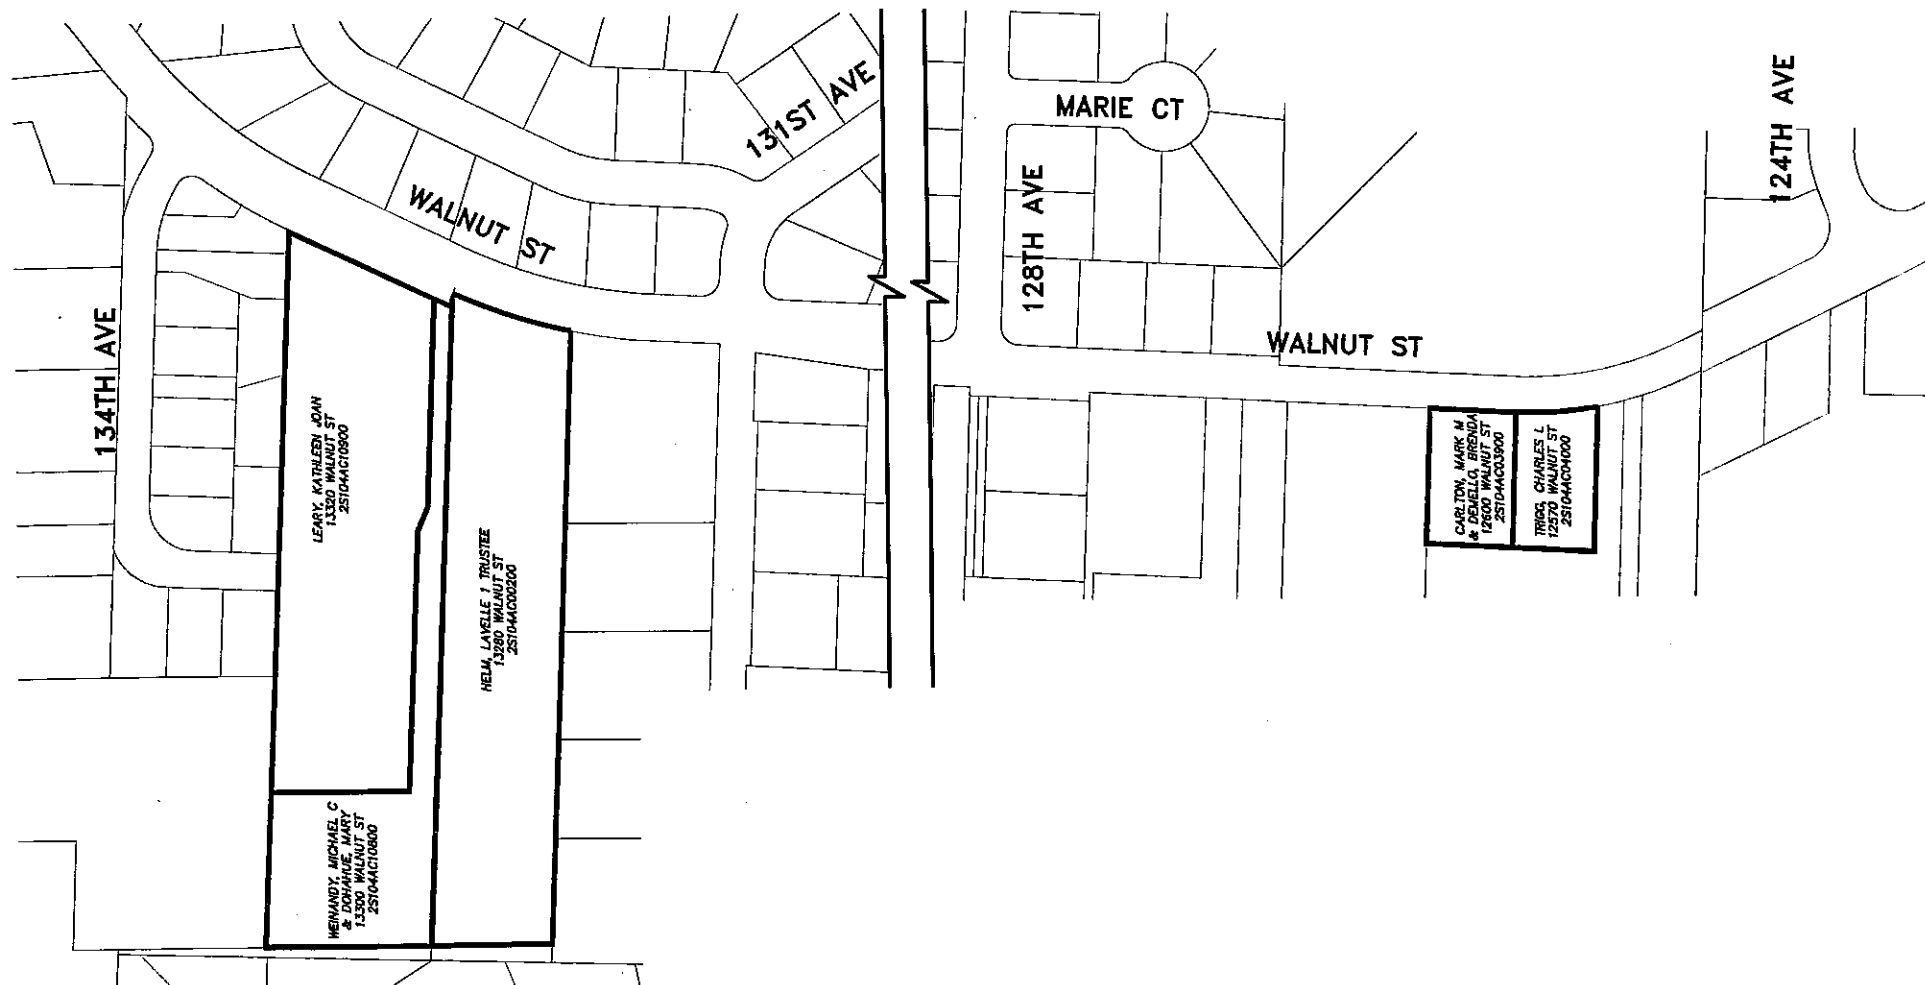 131ST AVE
MARIE CT
124TH AVE
WALNUT ST
128TH AVE
134TH AVE
WALNUT ST
LEARY, KATHLEEN JOAN
13320 WALNUT ST
2S104AC10900
CARLTON, MARK M
& DEMELLO, BRENDA
12600 WALNUT ST
2S104AC03900
TRIGG, CHARLES L
12570 WALNUT ST
2S104AC04000
HELM, LAVELLE 1 TRUSTEE
13280 WALNUT ST
2S104AC00200
WEINANDY, MICHAEL C
& DOHAHUE, MARY
13300 WALNUT ST
2S104AC10800